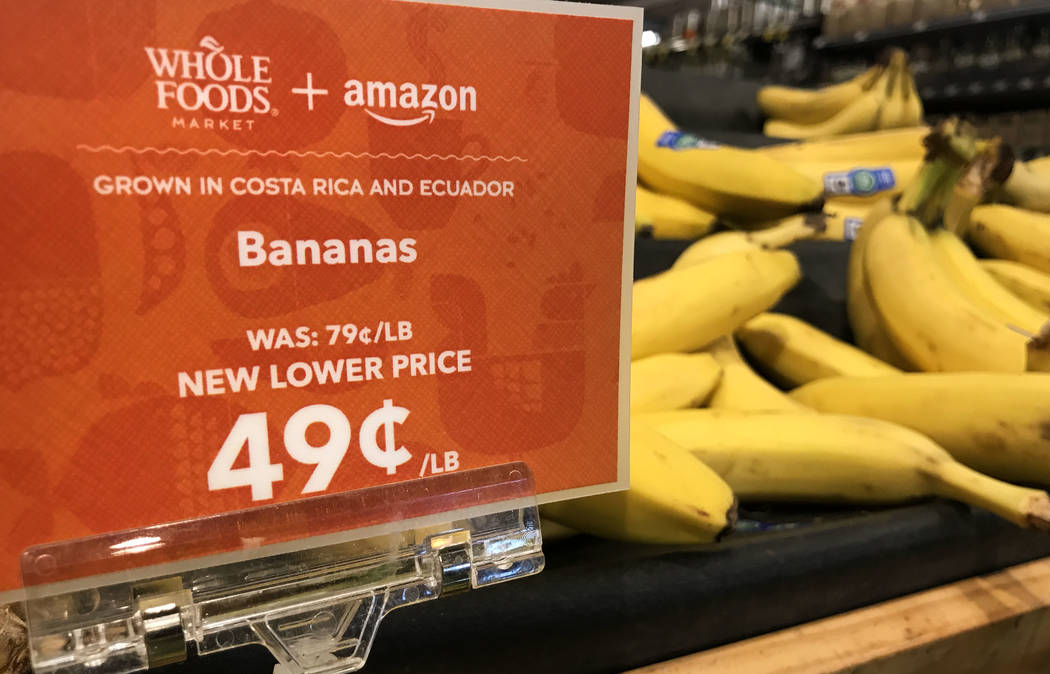 WHOLE
FOODS®
MARKET
+ amazon
GROWN IN COSTA RICA AND ECUADOR
Bananas
WAS: 79¢/LB
NEW LOWER PRICE
49¢/LB